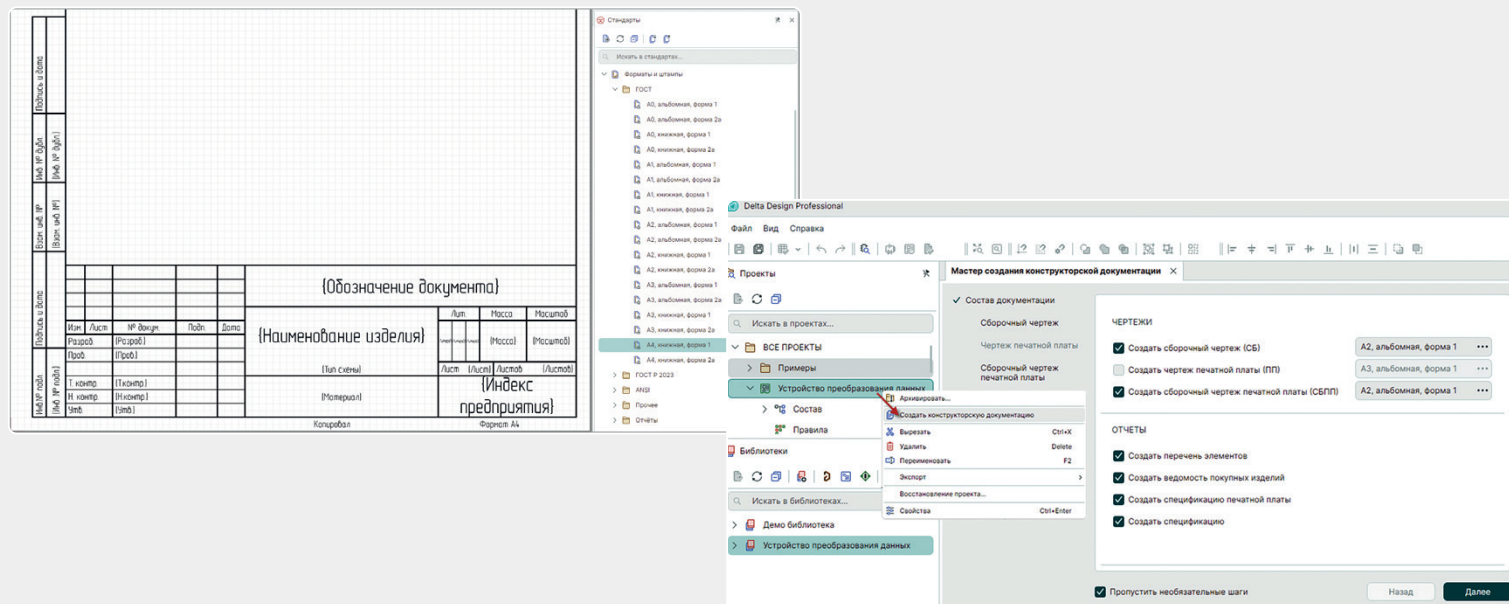 Стандарты
Искать в стандартах...
Форматы и штампы
ГОСТ
А0, альбомная, форма 1
А0, альбомная, форма 2а
А0, книжная, форма 1
А0, книжная, форма 2а
А1, альбомная, форма 1
А1, альбомная, форма 2а
А1, книжная, форма 1
А1, книжная, форма 2а
А2, альбомная, форма 1
А2, альбомная, форма 2а
А2, книжная, форма 1
А2, книжная, форма 2а
А3, альбомная, форма 1
А3, альбомная, форма 2а
А3, книжная, форма 1
А3, книжная, форма 2а
А4, книжная, форма 1
А4, книжная, форма 2а
ГОСТ Р 2023
ANSI
Прочее
Отчёты
Подпись и дата
Инв. № дубл.
{Инв. № дубл}
Взам. инв. №
{Взам. инв. №}
Подпись и дата
Инв.№ подл
{Инв. № подл}
{Обозначение документа}
{Наименование изделия}
Лит.
Масса
Масштаб
{Масса}
{Масштаб}
Изм.
Лист
№ докум.
Подп.
Дата
Разраб.
{Разраб.}
Пров.
{Пров.}
Т. контр.
{Т.контр.}
Н. контр.
{Н.контр.}
Утв.
{Утв.}
{Тип схемы}
Лист
{Лист}
Листов
{Листов}
{Материал}
{Индекс
предприятия}
Копировал
Формат А4
Delta Design Professional
Файл Вид Справка
Проекты
Искать в проектах...
ВСЕ ПРОЕКТЫ
Примеры
Устройство преобразования данных
Состав
Правила
Библиотеки
Искать в библиотеках...
Демо библиотека
Устройство преобразования данных
Архивировать...
Создать конструкторскую документацию
Вырезать Ctrl+X
Удалить Delete
Переименовать F2
Экспорт
Восстановление проекта...
Свойства Ctrl+Enter
Мастер создания конструкторской документации
Состав документации
Сборочный чертеж
Чертеж печатной платы
Сборочный чертеж
печатной платы
ЧЕРТЕЖИ
Создать сборочный чертеж (СБ) А2, альбомная, форма 1
Создать чертеж печатной платы (ПП) А3, альбомная, форма 1
Создать сборочный чертеж печатной платы (СБПП) А2, альбомная, форма 1
ОТЧЕТЫ
Создать перечень элементов
Создать ведомость покупных изделий
Создать спецификацию печатной платы
Создать спецификацию
Пропустить необязательные шаги
Назад
Далее